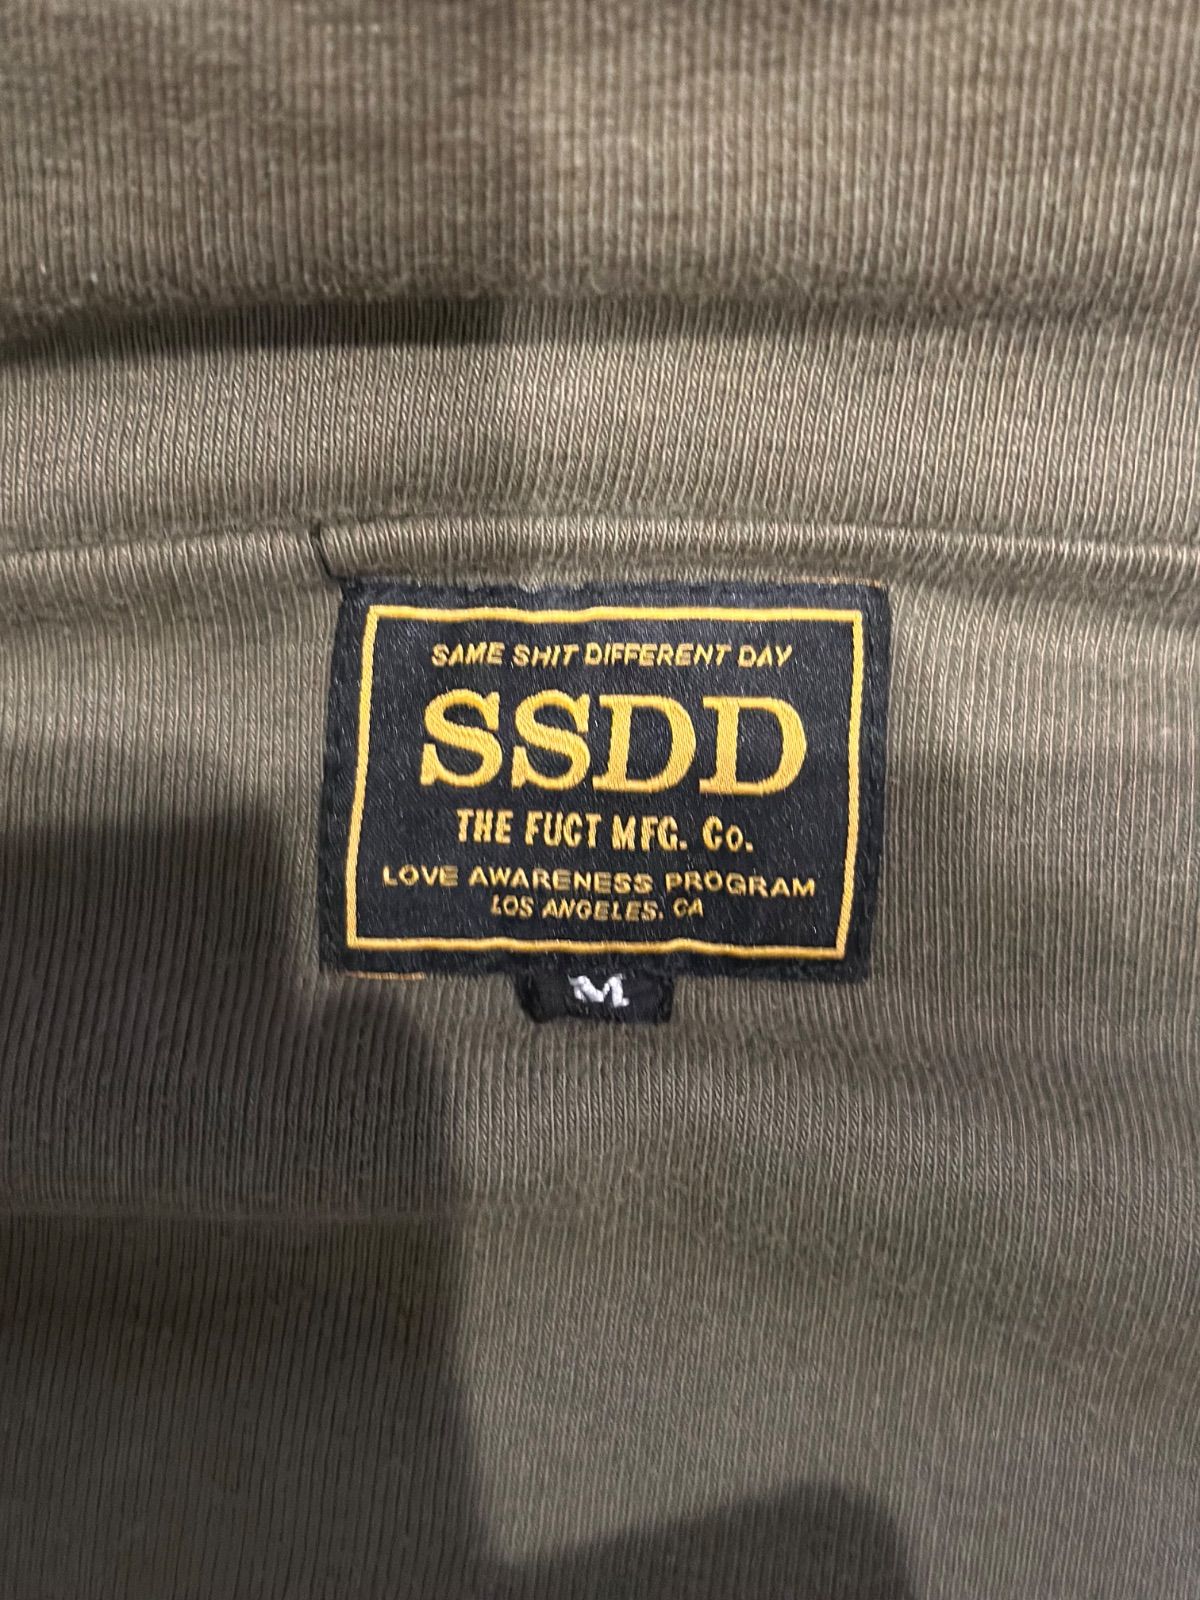 SAME SHIT DIFFERENT DAY
SSDD
THE FUCT MFG. Co.
LOVE AWARENESS PROGRAM
LOS ANGELES, CA
M